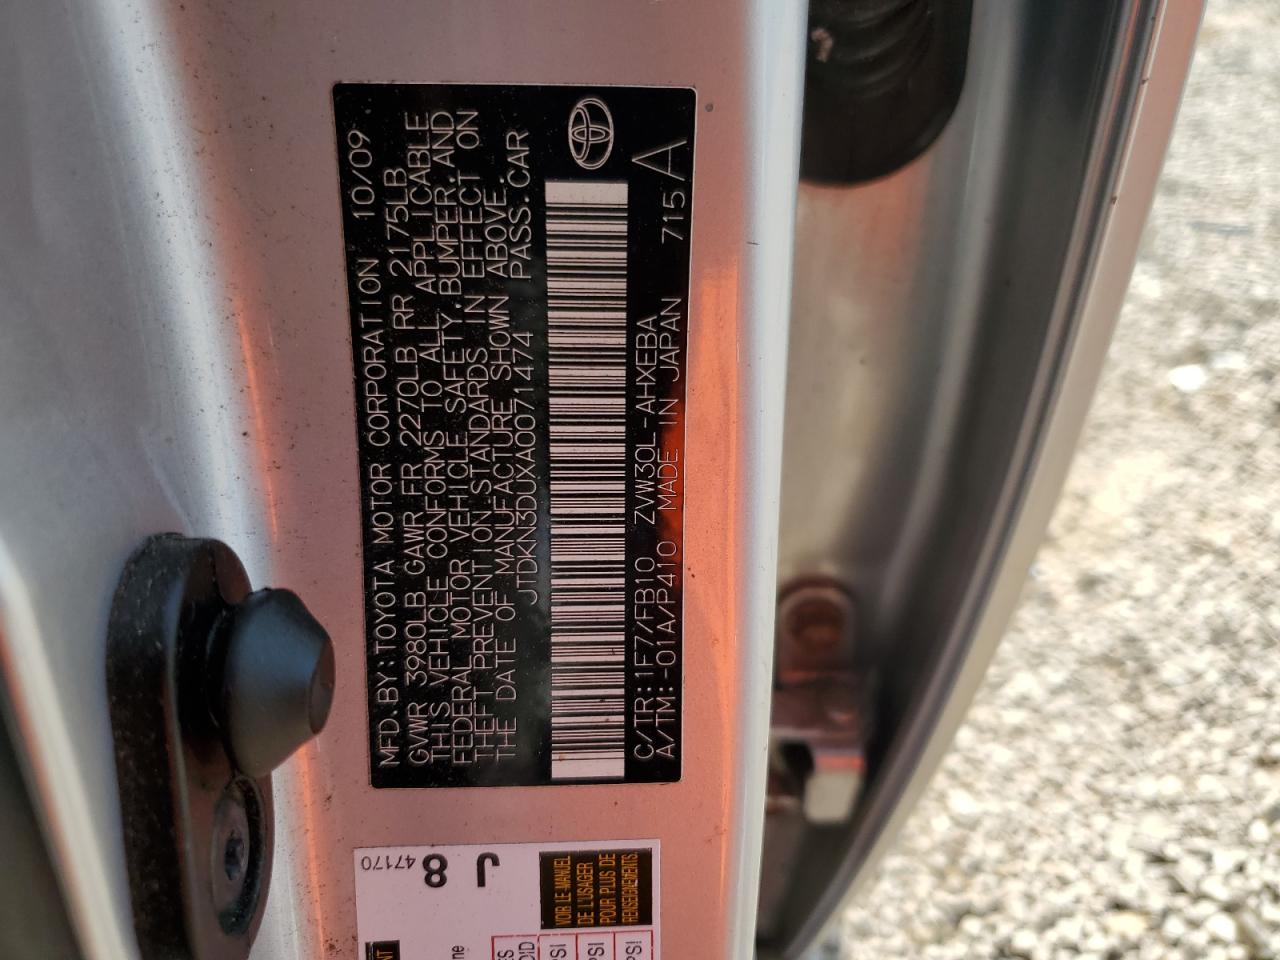 MFD.BY:TOYOTA MOTOR CORPORATION 10/09
GVWR 3980LB GAWR FR 2270LB RR 2175LB
THIS VEHICLE CONFORMS TO ALL APPLICABLE
FEDERAL MOTOR VEHICLE SAFETY,BUMPER,AND
THEFT PREVENTION STANDARDS IN EFFECT ON
THE DATE OF MANUFACTURE SHOWN ABOVE.
JTDKN3DUXA0071474 PASS.CAR
C/TR:1F7/FB10 ZVW30L-AHXEBA
A/TM:-01A/P410 MADE IN JAPAN 715 A
47170
8 J
VOIR LE MANUEL
DE L'USAGER
POUR PLUS DE
RENSEIGNEMENTS.